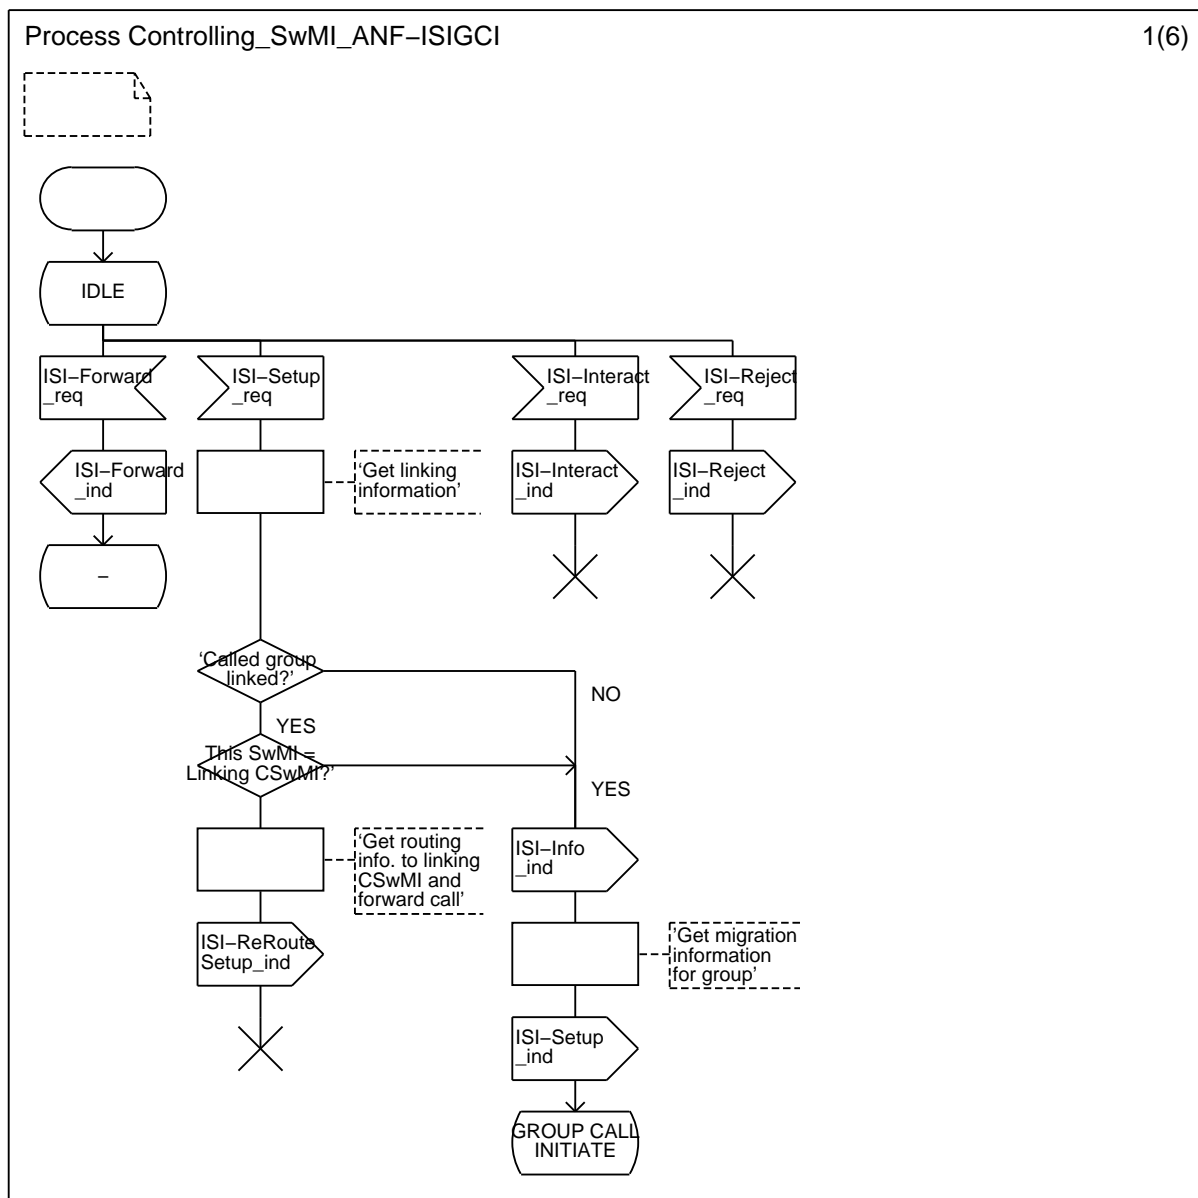 Process Controlling_SwMI_ANF−ISIGCI
1(6)
IDLE
ISI−Forward
_req
ISI−Setup
_req
ISI−Interact
_req
ISI−Reject
_req
ISI−Forward
_ind
‘Get linking
information’
ISI−Interact
_ind
ISI−Reject
_ind
−
‘Called group
linked?’
NO
YES
This SwMI =
Linking CSwMI?’
YES
‘Get routing
info. to linking
CSwMI and
forward call’
ISI−Info
_ind
ISI−ReRoute
Setup_ind
’Get migration
information
for group’
ISI−Setup
_ind
GROUP CALL
INITIATE